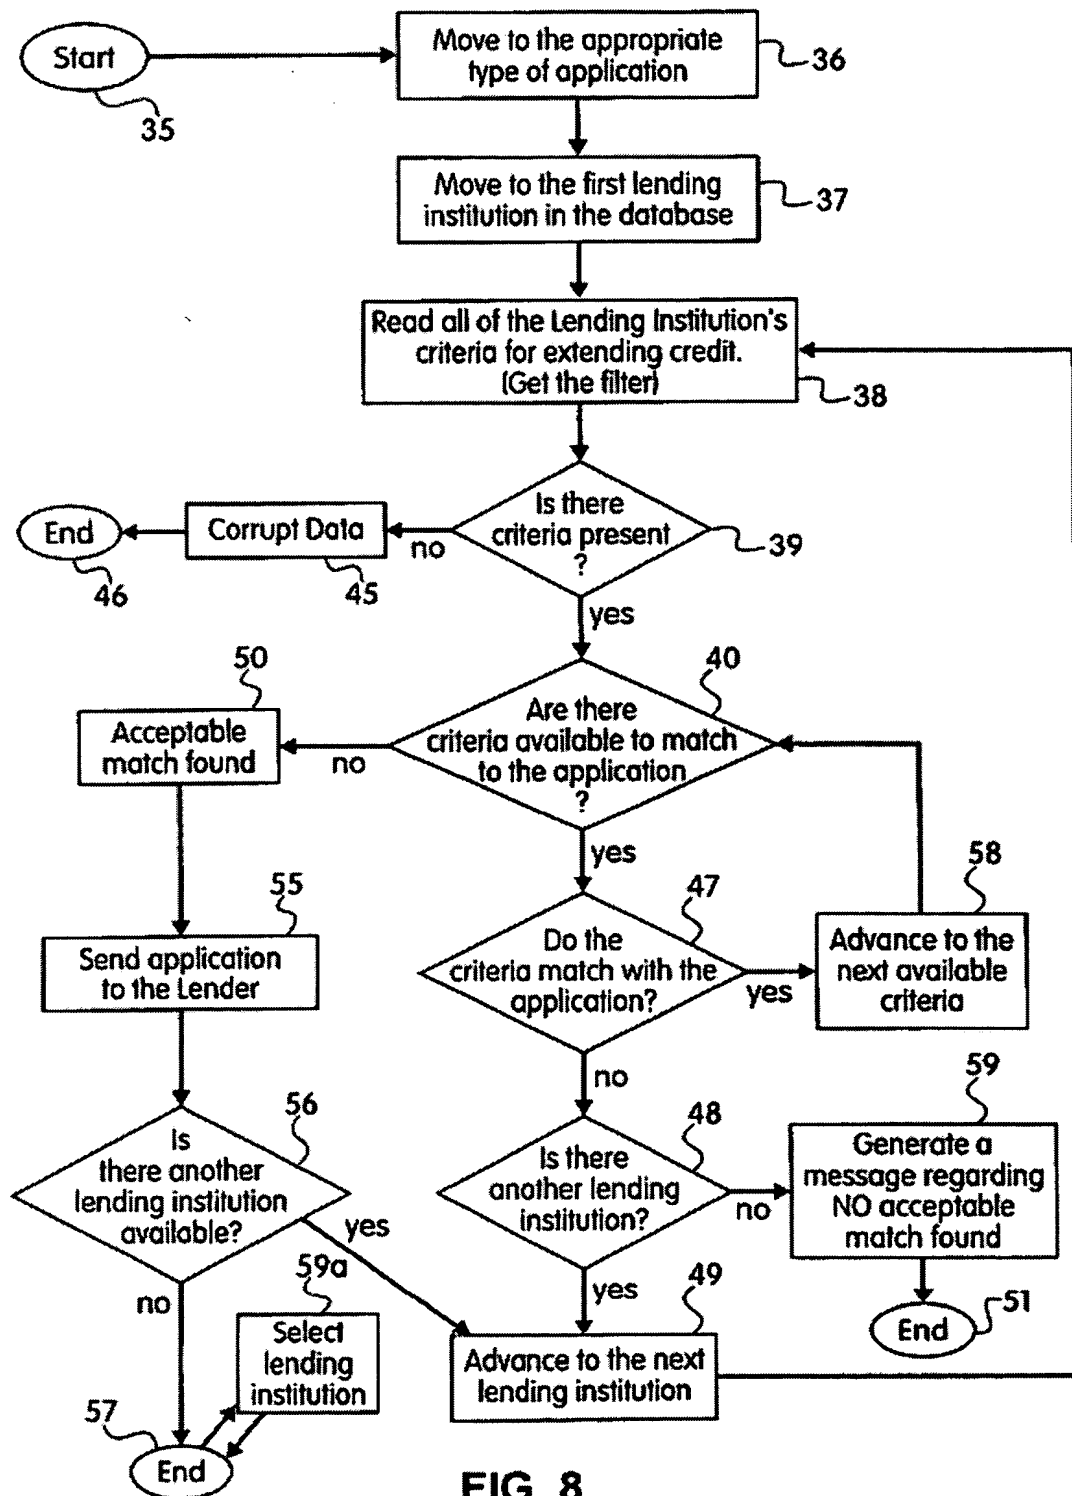 Start
35
Move to the appropriate
type of application
36
Move to the first lending
institution in the database
37
Read all of the Lending Institution's
criteria for extending credit.
(Get the filter)
38
Is there
criteria present
?
39
no
Corrupt Data
45
End
46
yes
Are there
criteria available to match
to the application
?
40
no
Acceptable
match found
50
yes
Do the
criteria match with the
application?
47
yes
Advance to the
next available
criteria
58
Send application
to the Lender
55
no
Is there
another lending
institution?
48
no
Generate a
message regarding
NO acceptable
match found
59
End
51
Is
there another
lending institution
available?
56
yes
no
yes
Advance to the next
lending institution
49
Select
lending
institution
59a
End
57
FIG. 8